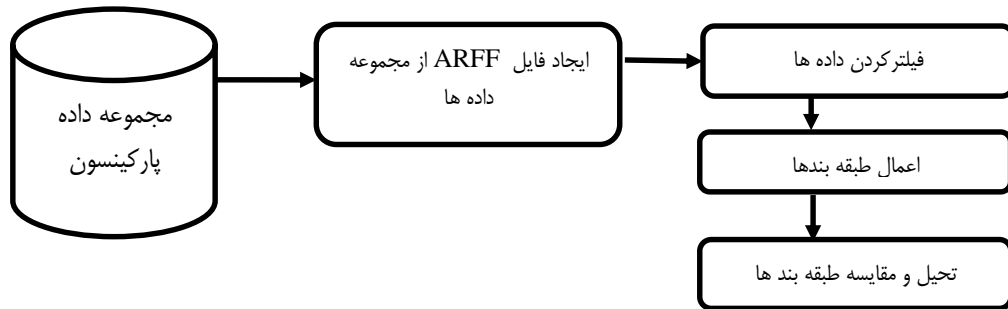 مجموعه داده
پارکینسون
ایجاد فایل ARFF از مجموعه
داده ها
فیلترکردن داده ها
اعمال طبقه بندها
تحیل و مقایسه طبقه بند ها